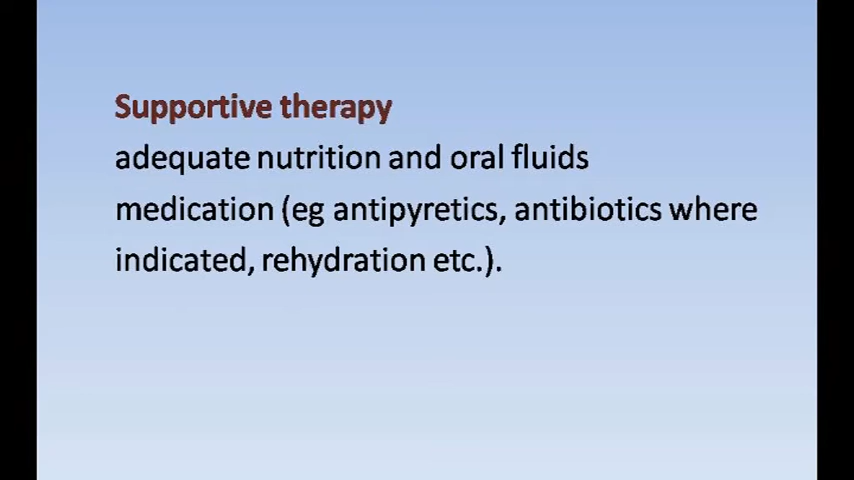 Supportive therapy
adequate nutrition and oral fluids
medication (eg antipyretics, antibiotics where
indicated, rehydration etc.).